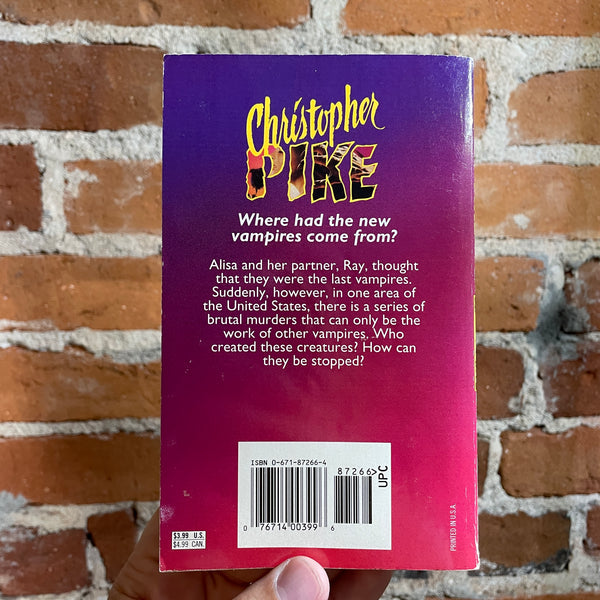 Christopher
PIKE
Where had the new
vampires come from?
Alisa and her partner, Ray, thought
that they were the last vampires.
Suddenly, however, in one area of
the United States, there is a series of
brutal murders that can only be the
work of other vampires. Who
created these creatures? How can
they be stopped?
ISBN 0-671-87266-4
87266>
UPC
0 76714 00399 6
$3.99 U.S.
$4.99 CAN.
PRINTED IN U.S.A.